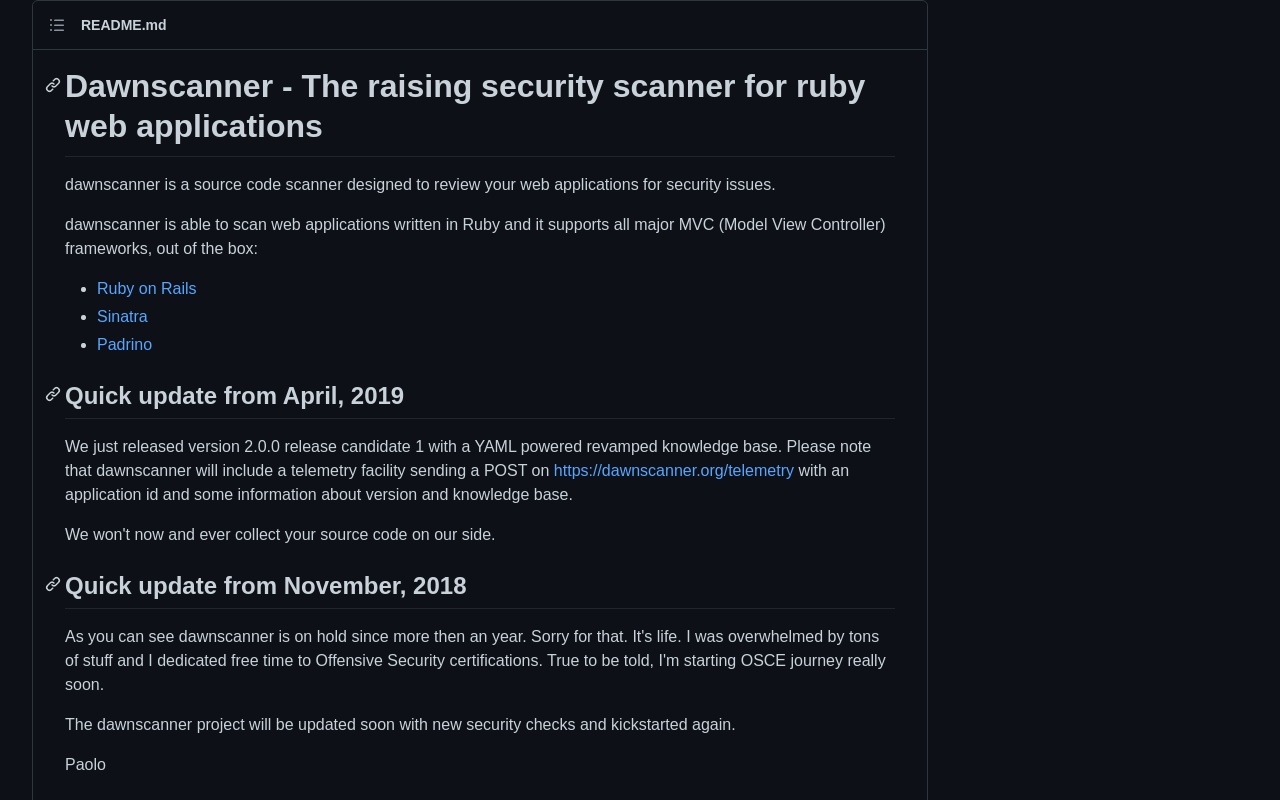 README.md
Dawnscanner - The raising security scanner for ruby
web applications
dawnscanner is a source code scanner designed to review your web applications for security issues.
dawnscanner is able to scan web applications written in Ruby and it supports all major MVC (Model View Controller)
frameworks, out of the box:
Ruby on Rails
Sinatra
Padrino
Quick update from April, 2019
We just released version 2.0.0 release candidate 1 with a YAML powered revamped knowledge base. Please note
that dawnscanner will include a telemetry facility sending a POST on https://dawnscanner.org/telemetry with an
application id and some information about version and knowledge base.
We won't now and ever collect your source code on our side.
Quick update from November, 2018
As you can see dawnscanner is on hold since more then an year. Sorry for that. It's life. I was overwhelmed by tons
of stuff and I dedicated free time to Offensive Security certifications. True to be told, I'm starting OSCE journey really
soon.
The dawnscanner project will be updated soon with new security checks and kickstarted again.
Paolo